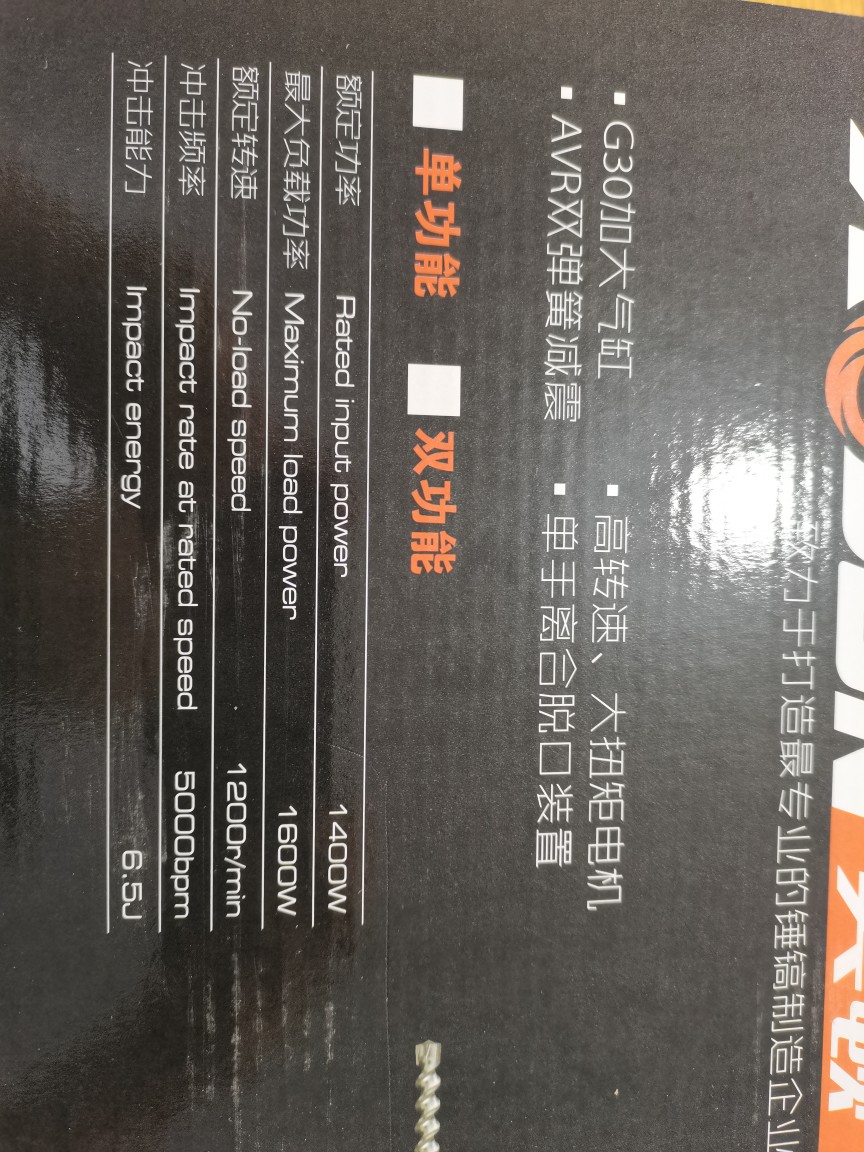 致力于打造最专业的锤镐制造企业
▪ G30加大气缸 ▪ 高转速、大扭矩电机
▪ AVR双弹簧减震 ▪ 单手离合脱口装置
单功能 双功能
额定功率 Rated input power 1400W
最大负载功率 Maximum load power 1600W
额定转速 No-load speed 1200r/min
冲击频率 Impact rate at rated speed 5000bpm
冲击能力 Impact energy 6.5J